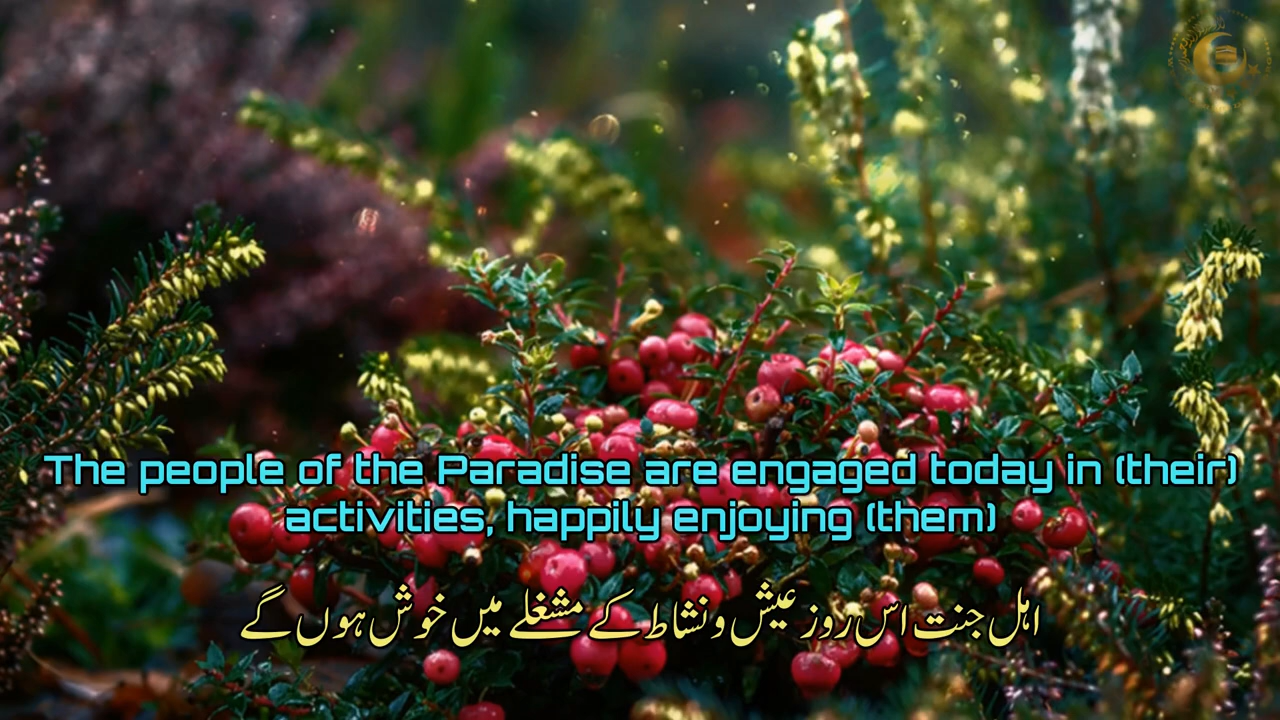 The people of the Paradise are engaged today in (their)
activities, happily enjoying (them)
اہل جنت اس روز عیش و نشاط کے مشغلے میں خوش ہوں گے